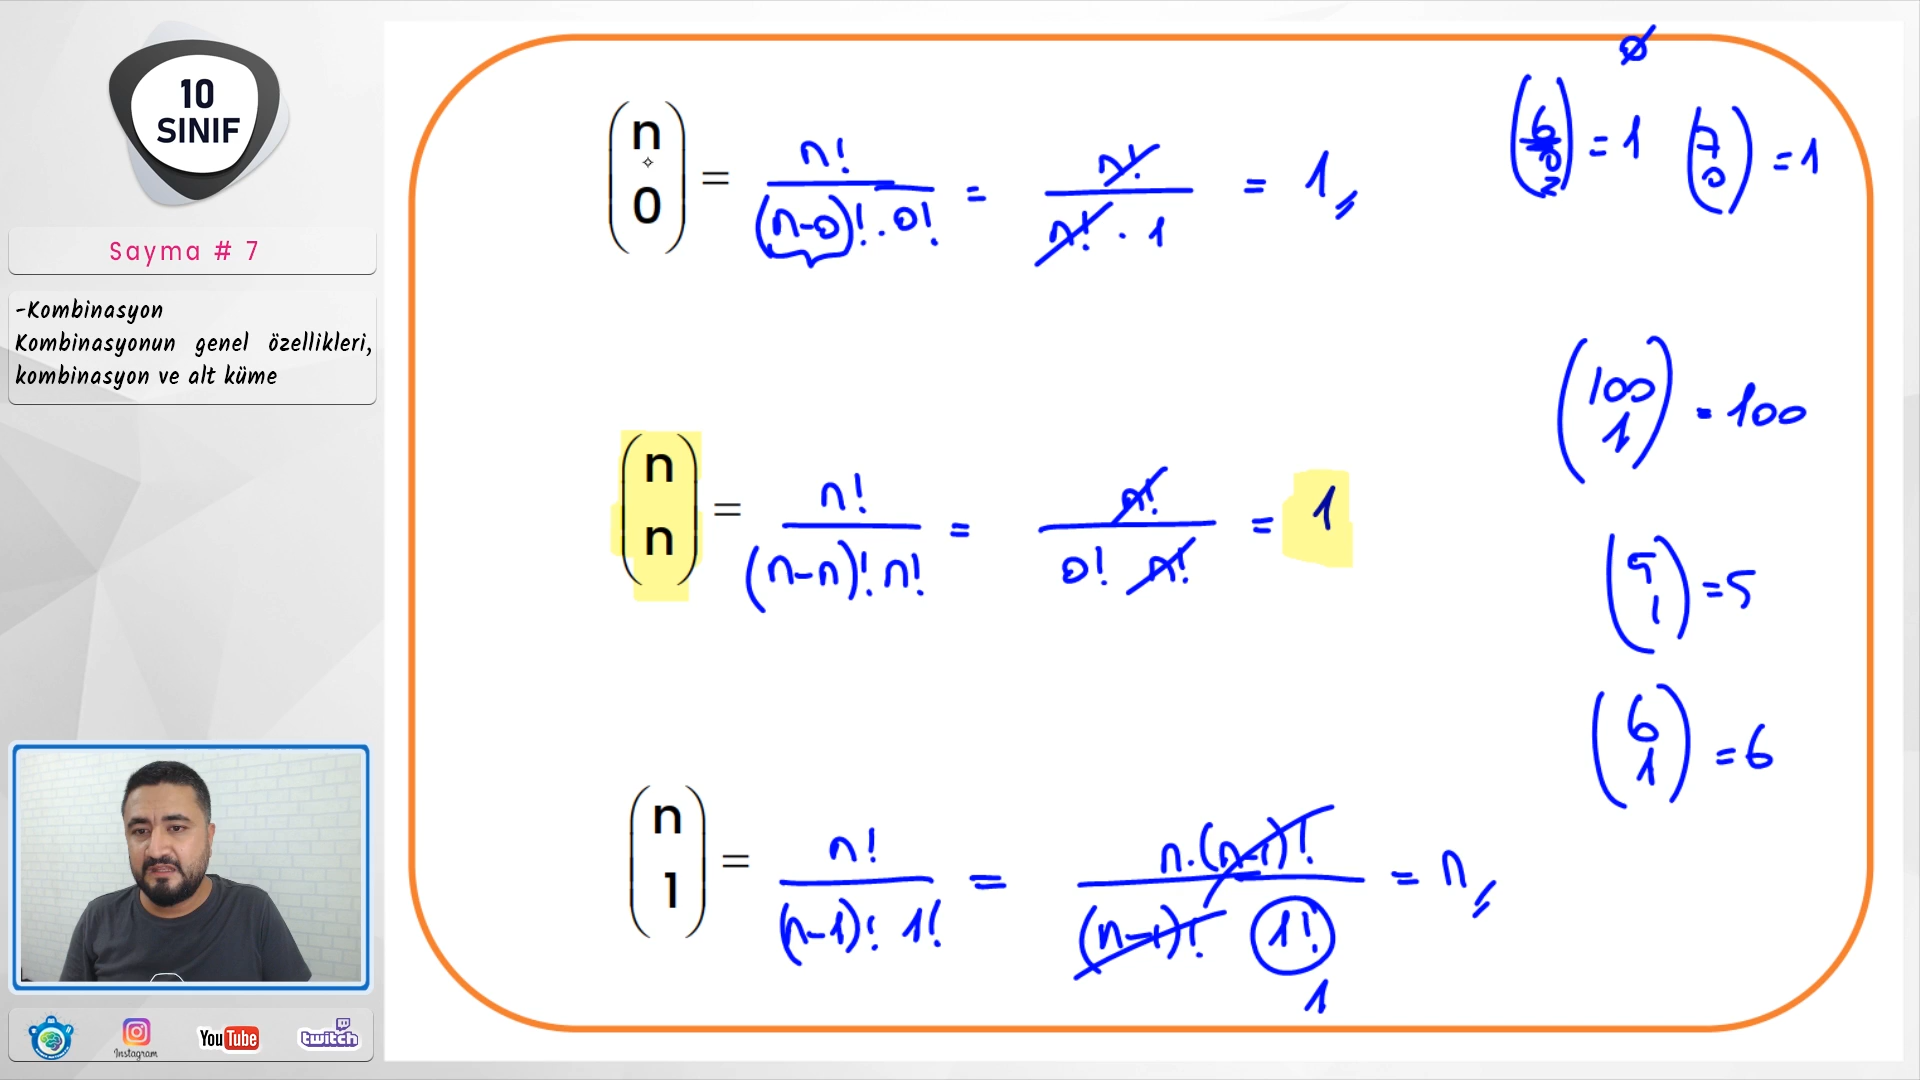 10
SINIF
Sayma # 7
-Kombinasyon
Kombinasyonun genel özellikleri,
kombinasyon ve alt küme
Instagram
YouTube
twitch
(n 0) = n! / (n-0)! . 0! = n! / n! . 1 = 1
(n n) = n! / (n-n)! n! = n! / 0! n! = 1
(n 1) = n! / (n-1)! 1! = n.(n-1)! / (n-1)! 1! = n
1
= 1
(7 0) = 1
(100 1) = 100
(5 1) = 5
(6 1) = 6